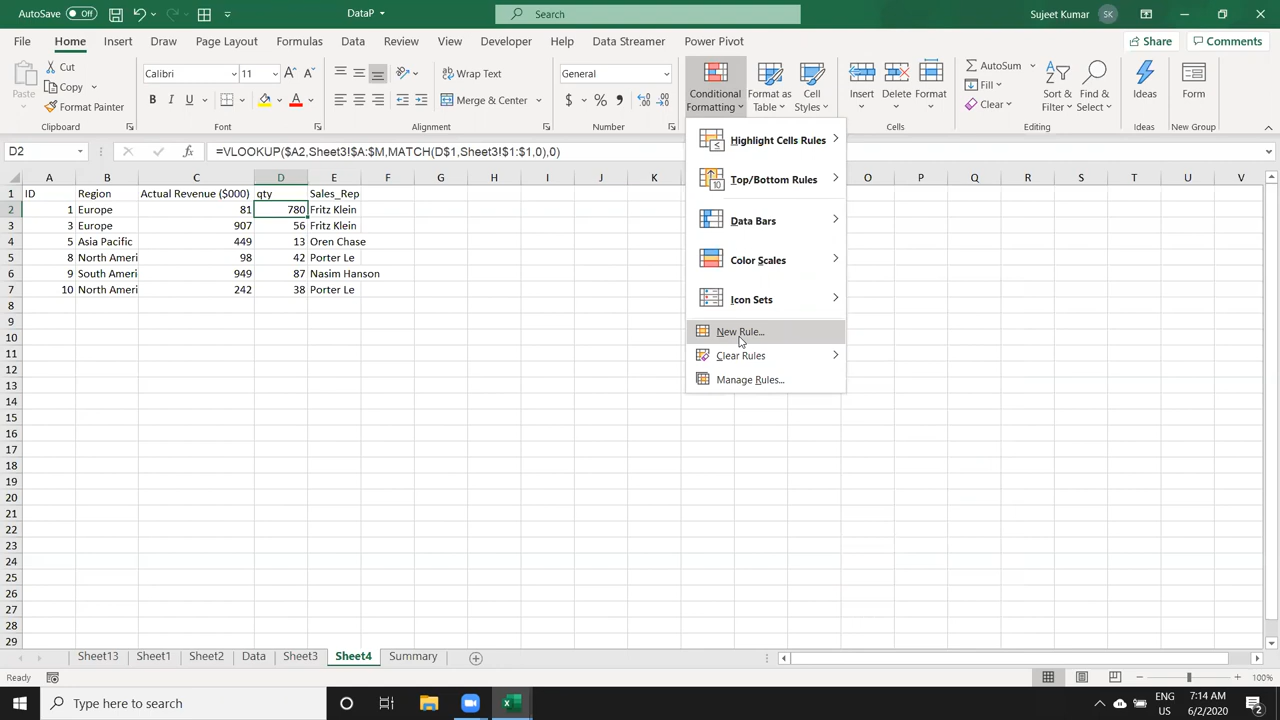 AutoSave Off DataP Search Sujeet Kumar SK
File Home Insert Draw Page Layout Formulas Data Review View Developer Help Data Streamer Power Pivot Share Comments
Paste Cut Copy Format Painter
Calibri 11 B I U
Wrap Text Merge & Center
General $ %
Conditional Formatting Format as Table Cell Styles
Insert Delete Format
AutoSum Fill Clear Sort & Filter Find & Select
Ideas Form
Clipboard Font Alignment Number Cells Editing Ideas New Group
D2 fx =VLOOKUP($A2,Sheet3!$A:$M,MATCH(D$1,Sheet3!$1:$1,0),0)
Highlight Cells Rules
Top/Bottom Rules
Data Bars
Color Scales
Icon Sets
New Rule...
Clear Rules
Manage Rules...
A B C D E F G H I J K O P Q R S T U V
1 ID Region Actual Revenue ($000) qty Sales_Rep
2 1 Europe 81 780 Fritz Klein
3 3 Europe 907 56 Fritz Klein
4 5 Asia Pacific 449 13 Oren Chase
5 8 North Ameri 98 42 Porter Le
6 9 South Ameri 949 87 Nasim Hanson
7 10 North Ameri 242 38 Porter Le
8
9
10
11
12
13
14
15
16
17
18
19
20
21
22
23
24
25
26
27
28
29
Sheet13 Sheet1 Sheet2 Data Sheet3 Sheet4 Summary
Ready 100%
Type here to search ENG US 7:14 AM 6/2/2020 2